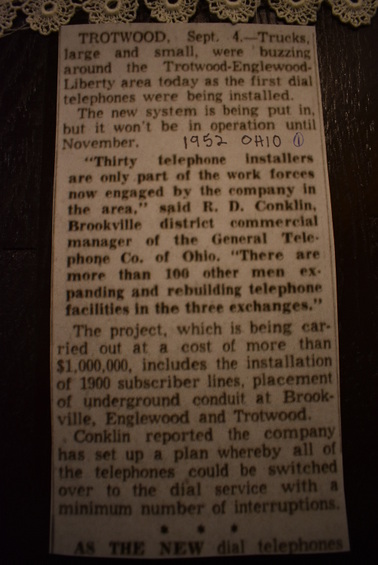 TROTWOOD, Sept. 4.—Trucks,
large and small, were buzzing
around the Trotwood-Englewood-
Liberty area today as the first dial
telephones were being installed.
The new system is being put in,
but it won't be in operation until
November. 1952 OHIO 1
"Thirty telephone installers
are only part of the work forces
now engaged by the company in
the area," said R. D. Conklin,
Brookville district commercial
manager of the General Tele-
phone Co. of Ohio. "There are
more than 100 other men ex-
panding and rebuilding telephone
facilities in the three exchanges."
The project, which is being car-
ried out at a cost of more than
$1,000,000, includes the installation
of 1900 subscriber lines, placement
of underground conduit at Brook-
ville, Englewood and Trotwood.
Conklin reported the company
has set up a plan whereby all of
the telephones could be switched
over to the dial service with a
minimum number of interruptions.
* * *
AS THE NEW dial telephones